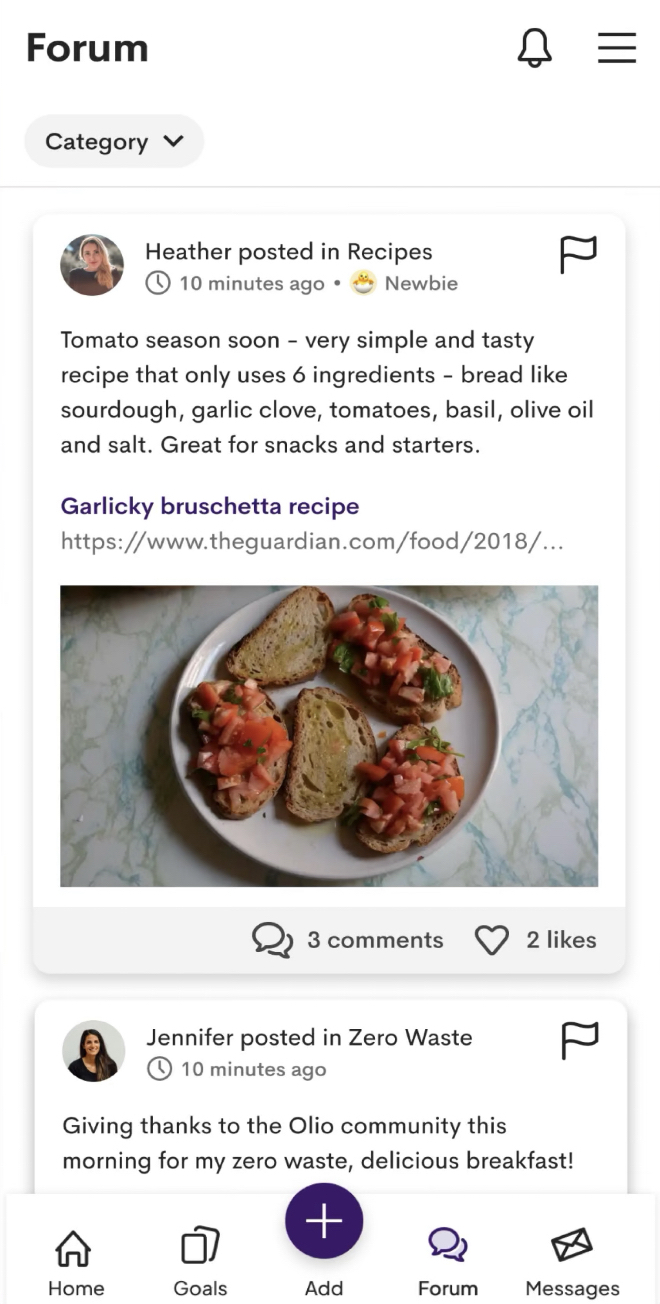 Forum
Category
Heather posted in Recipes
10 minutes ago • Newbie
Tomato season soon - very simple and tasty
recipe that only uses 6 ingredients - bread like
sourdough, garlic clove, tomatoes, basil, olive oil
and salt. Great for snacks and starters.
Garlicky bruschetta recipe
https://www.theguardian.com/food/2018/...
3 comments 2 likes
Jennifer posted in Zero Waste
10 minutes ago
Giving thanks to the Olio community this
morning for my zero waste, delicious breakfast!
Home Goals Add Forum Messages